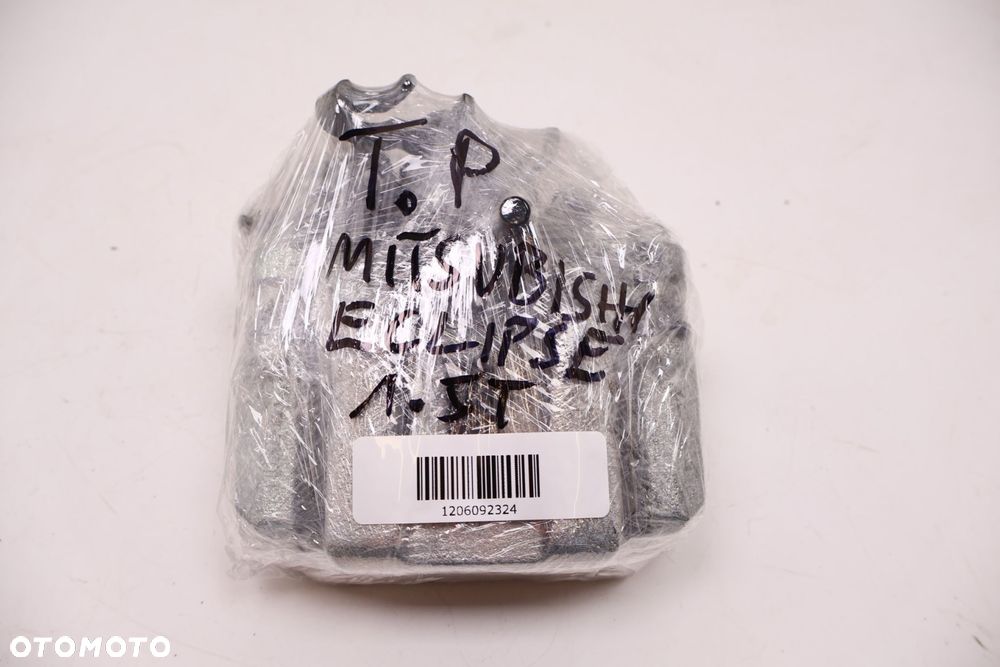 T.P
MITSUBISHI
ECLIPSE
1.5T
1206092324
OTOMOTO